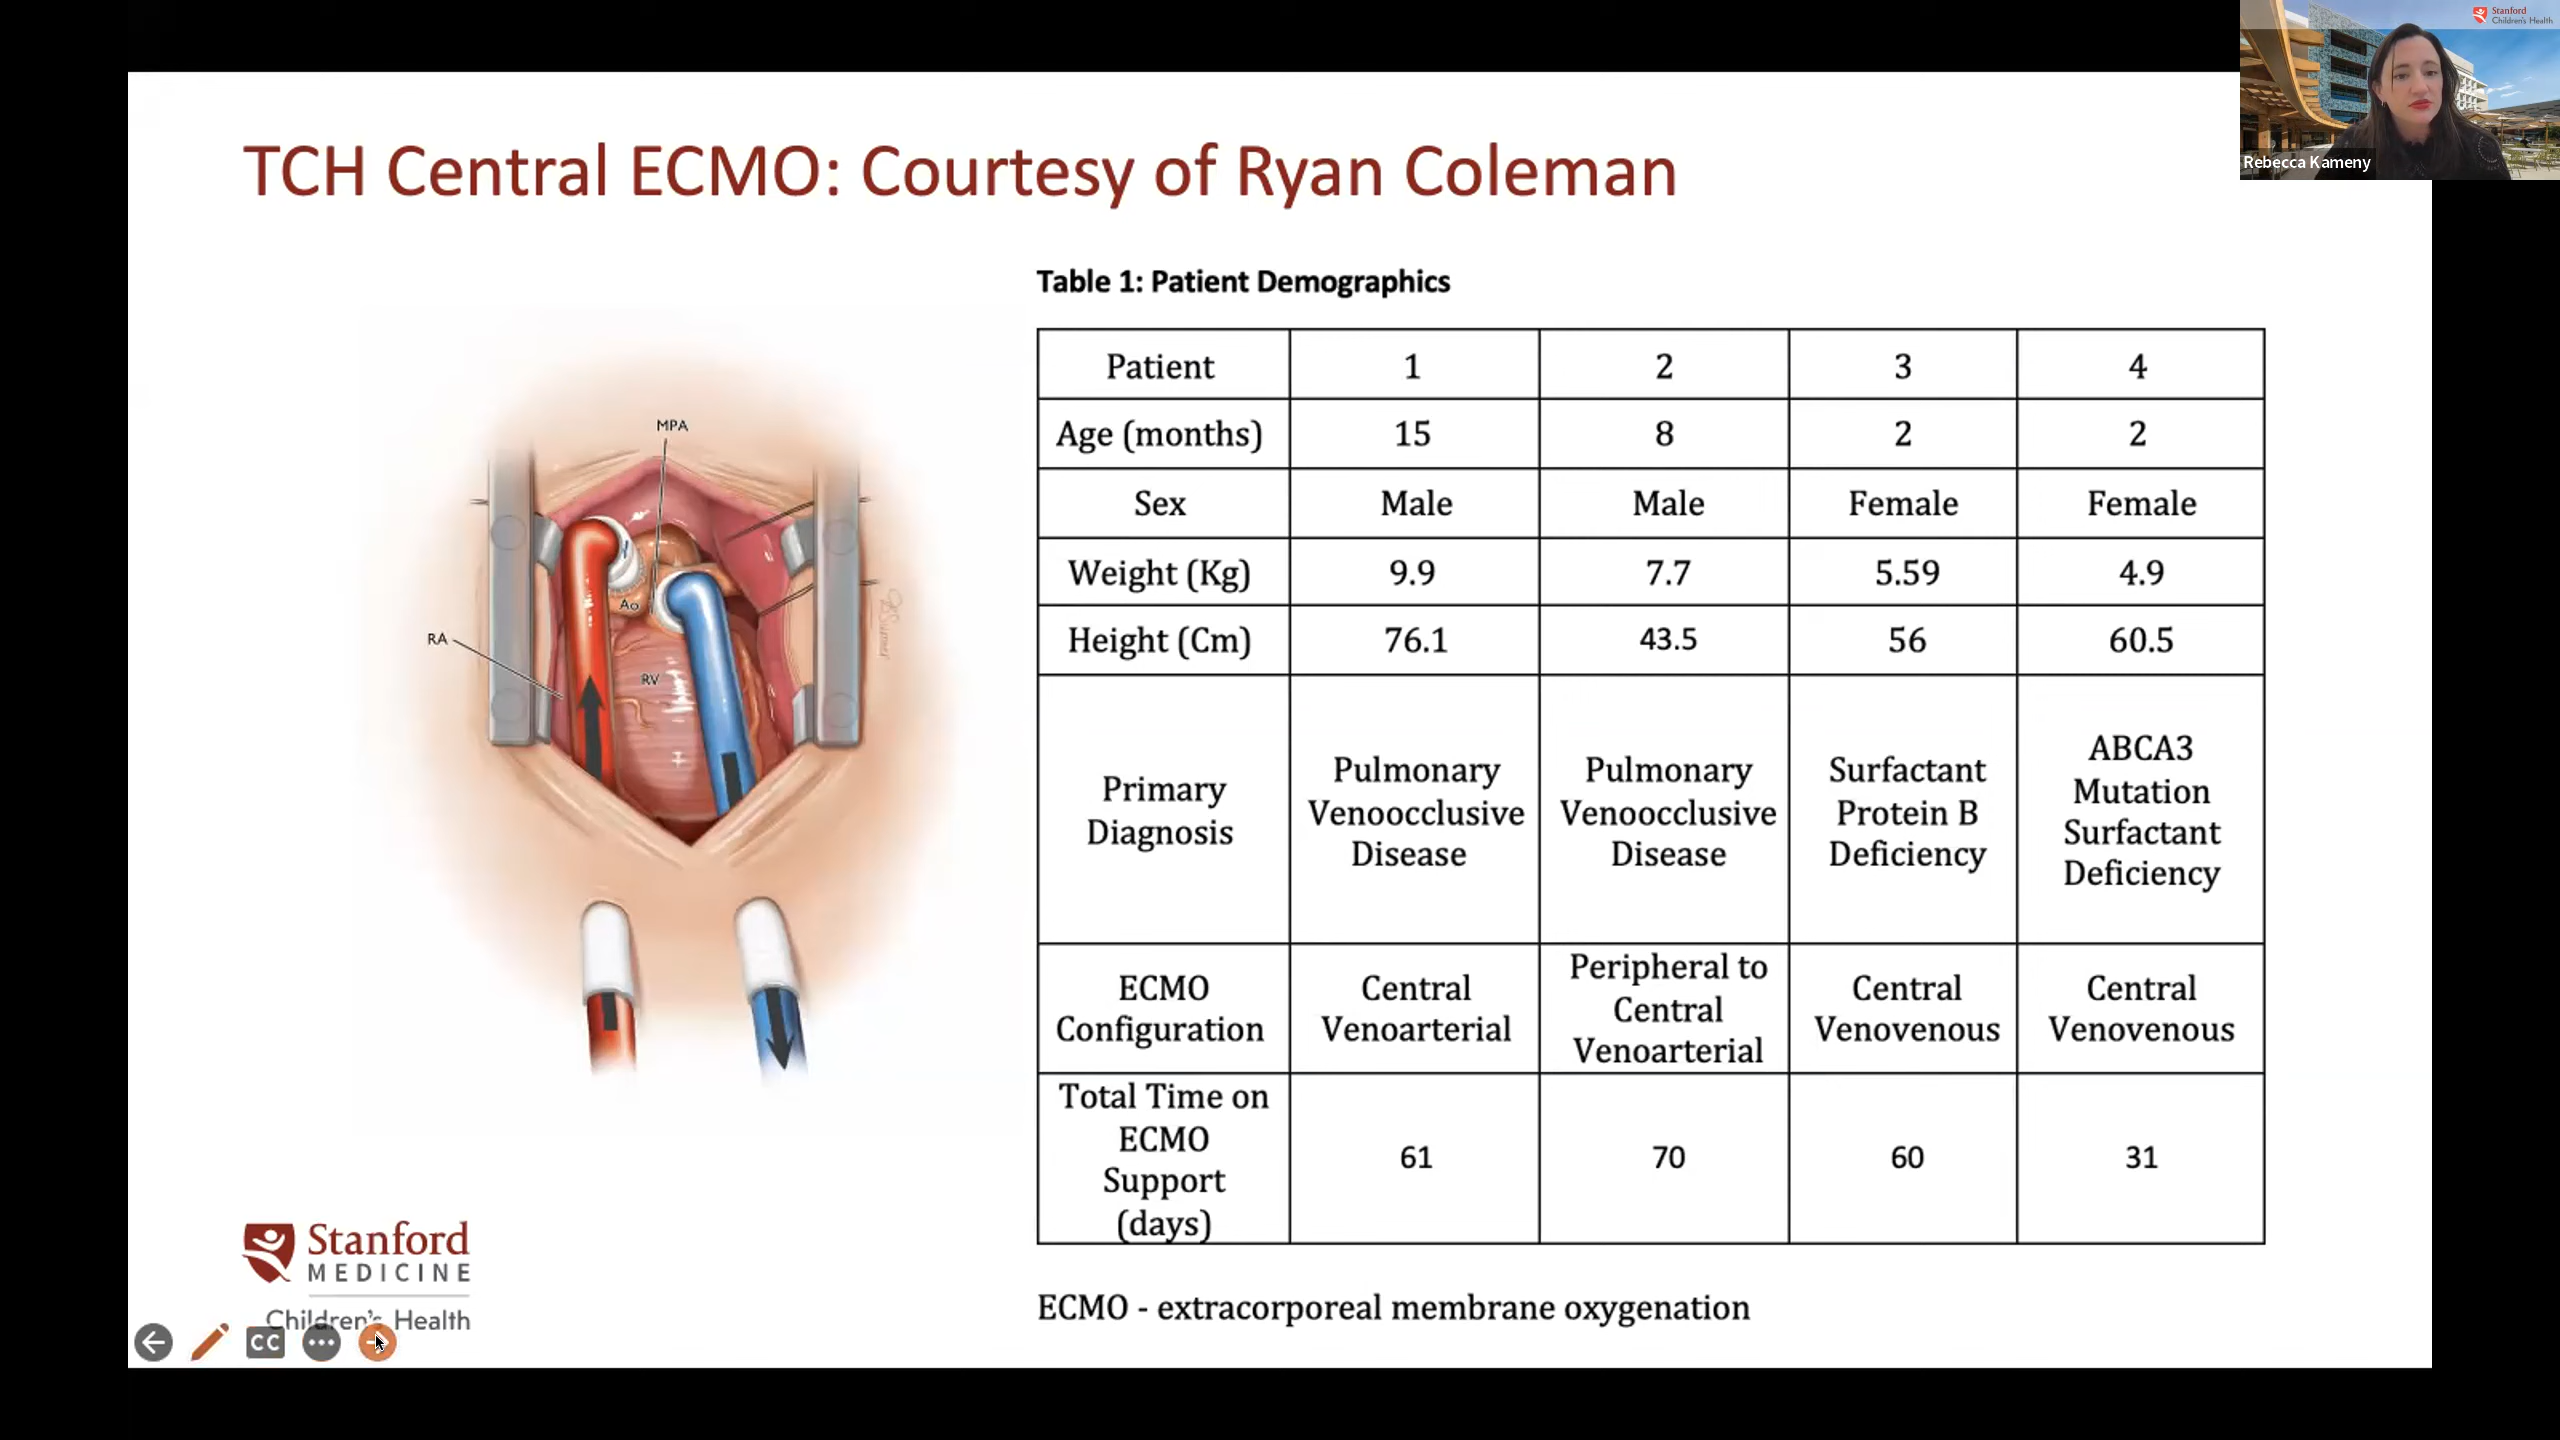 Stanford
Children's Health
Rebecca Kameny
TCH Central ECMO: Courtesy of Ryan Coleman
MPA
Ao
RA
RV
Table 1: Patient Demographics
Patient 1 2 3 4
Age (months) 15 8 2 2
Sex Male Male Female Female
Weight (Kg) 9.9 7.7 5.59 4.9
Height (Cm) 76.1 43.5 56 60.5
Primary
Diagnosis
Pulmonary
Venoocclusive
Disease
Pulmonary
Venoocclusive
Disease
Surfactant
Protein B
Deficiency
ABCA3
Mutation
Surfactant
Deficiency
ECMO
Configuration
Central
Venoarterial
Peripheral to
Central
Venoarterial
Central
Venovenous
Central
Venovenous
Total Time on
ECMO
Support
(days)
61 70 60 31
ECMO - extracorporeal membrane oxygenation
Stanford
MEDICINE
Children's Health
CC